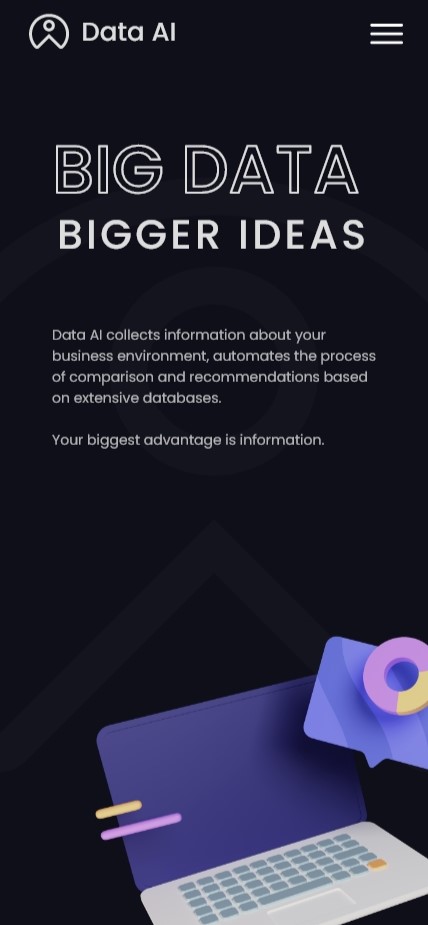 Data AI
BIG DATA
BIGGER IDEAS
Data AI collects information about your
business environment, automates the process
of comparison and recommendations based
on extensive databases.
Your biggest advantage is information.